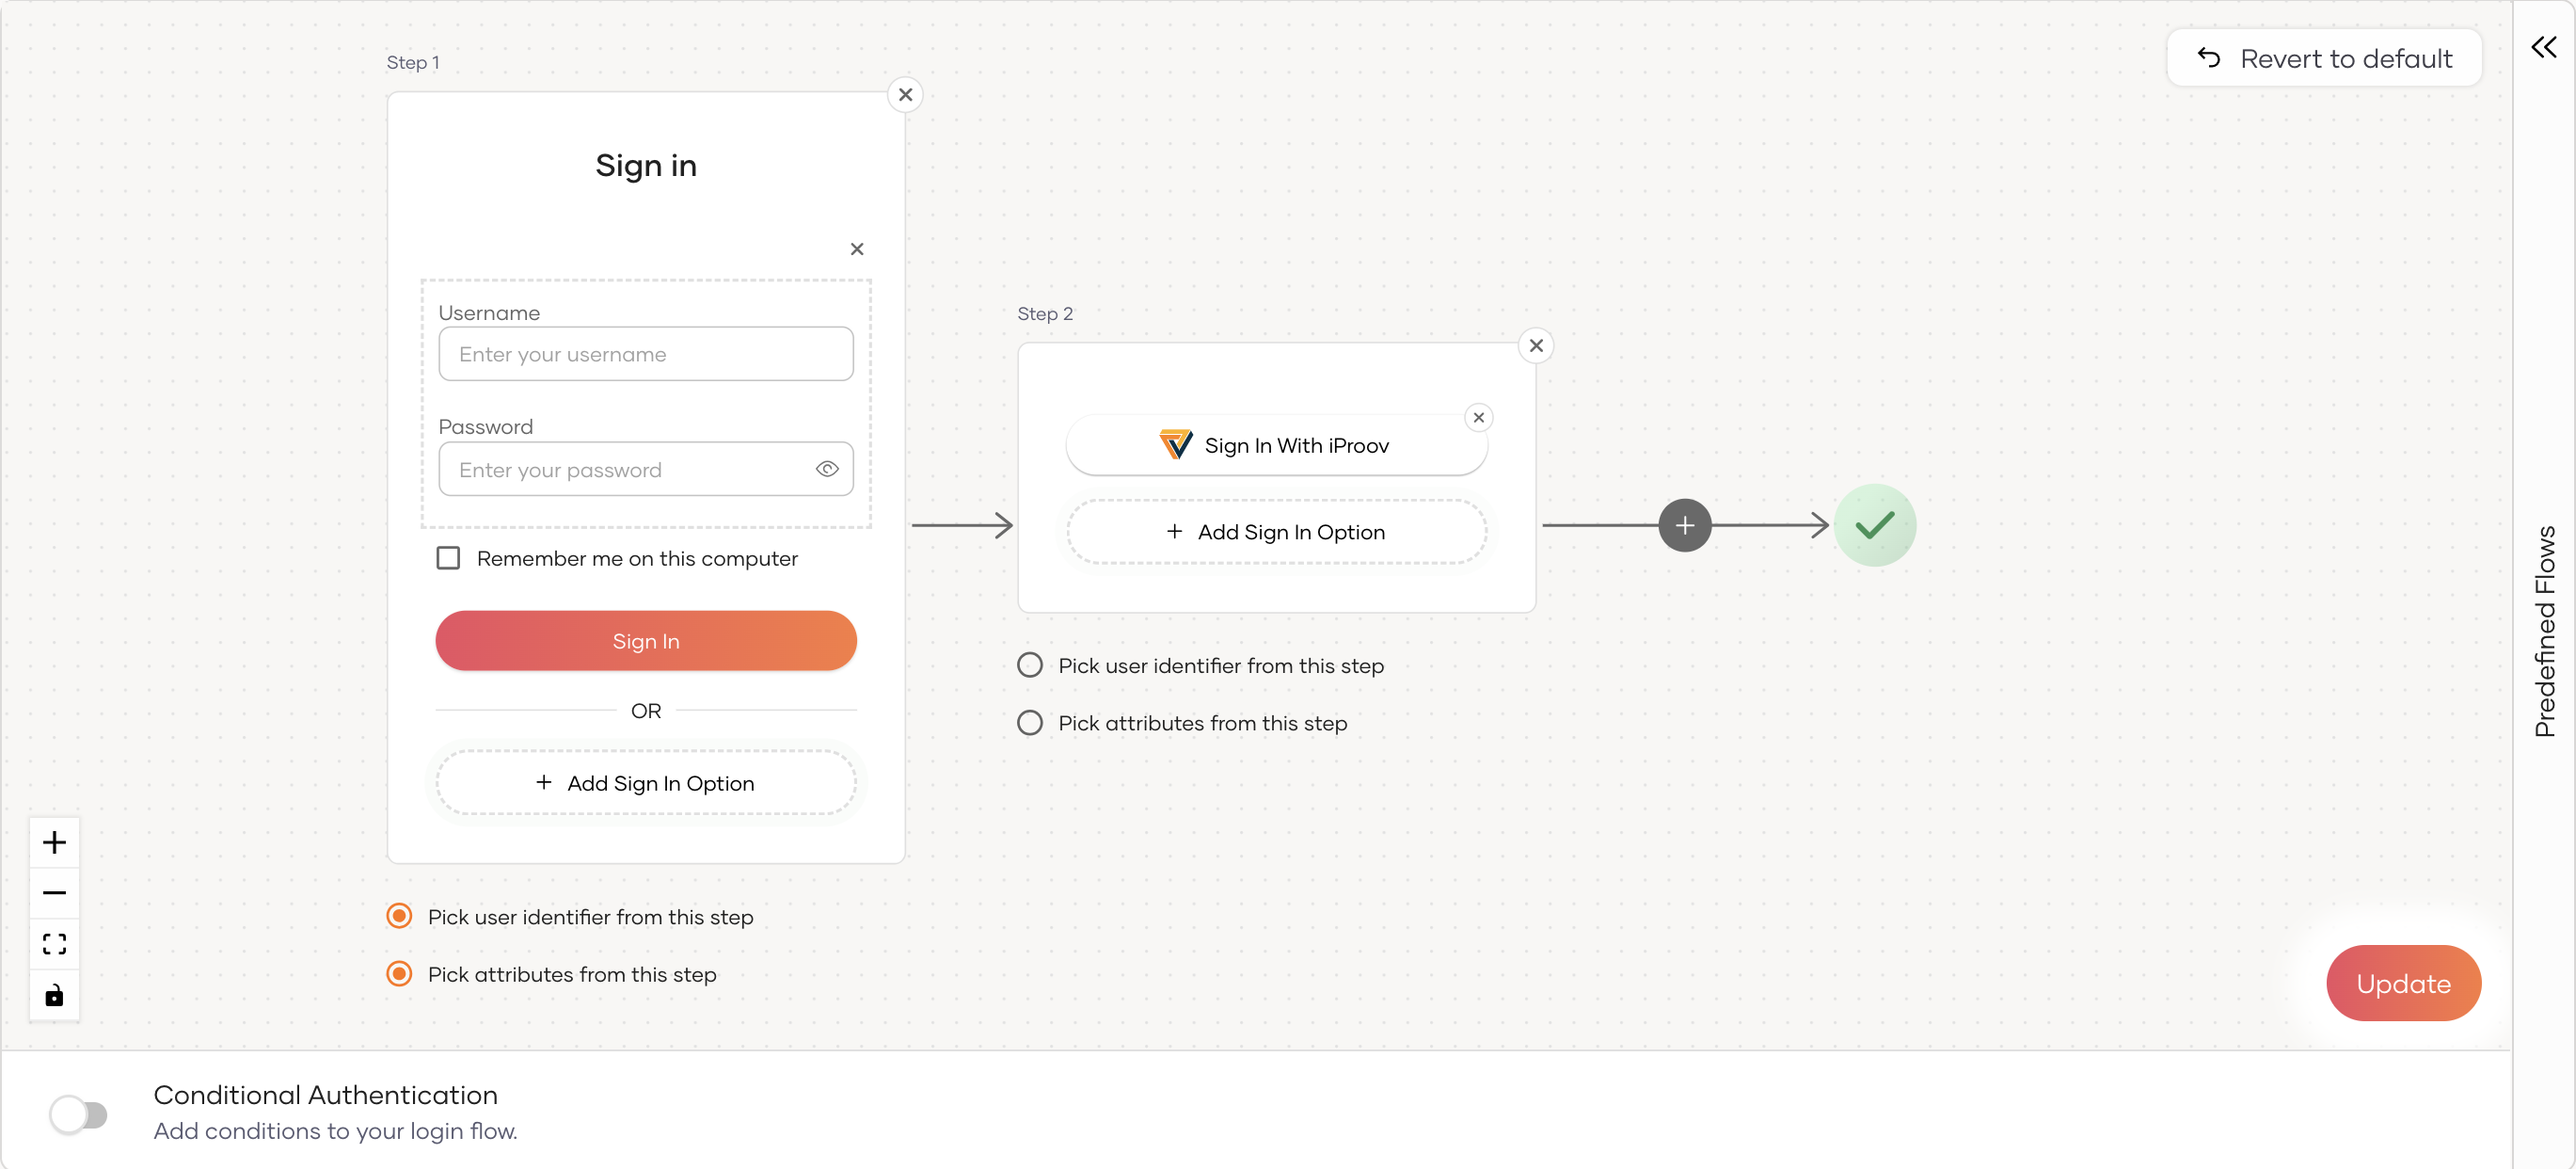 Step 1
Sign in
Username
Enter your username
Password
Enter your password
Remember me on this computer
Sign In
OR
Add Sign In Option
Pick user identifier from this step
Pick attributes from this step
Step 2
Sign In With iProov
Add Sign In Option
Pick user identifier from this step
Pick attributes from this step
Revert to default
Predefined Flows
Update
Conditional Authentication
Add conditions to your login flow.